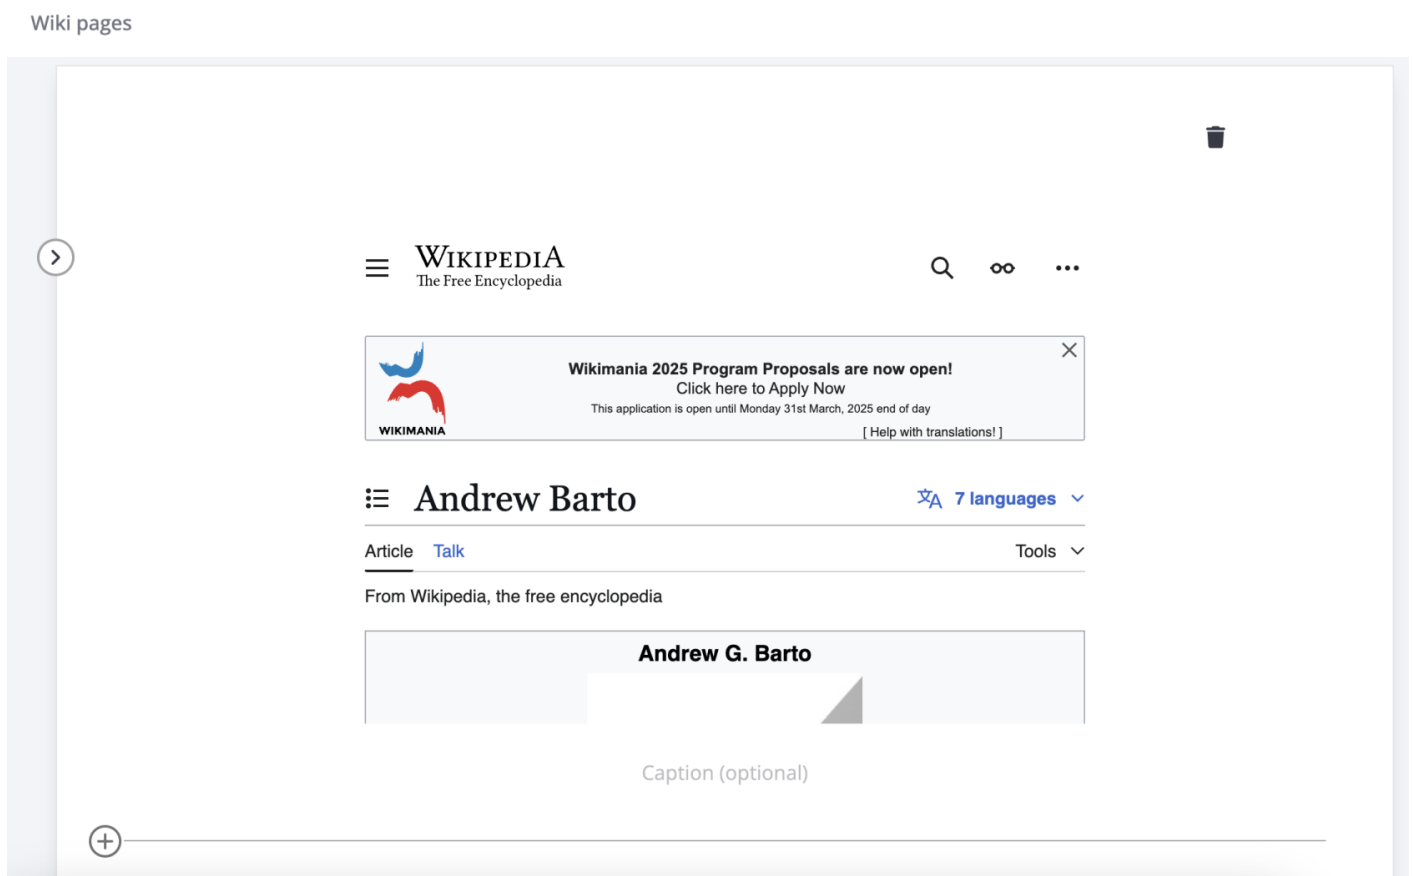 Wiki pages
WIKIPEDIA
The Free Encyclopedia
Wikimania 2025 Program Proposals are now open!
Click here to Apply Now
This application is open until Monday 31st March, 2025 end of day
WIKIMANIA
[ Help with translations! ]
Andrew Barto
7 languages
Article Talk
Tools
From Wikipedia, the free encyclopedia
Andrew G. Barto
Caption (optional)